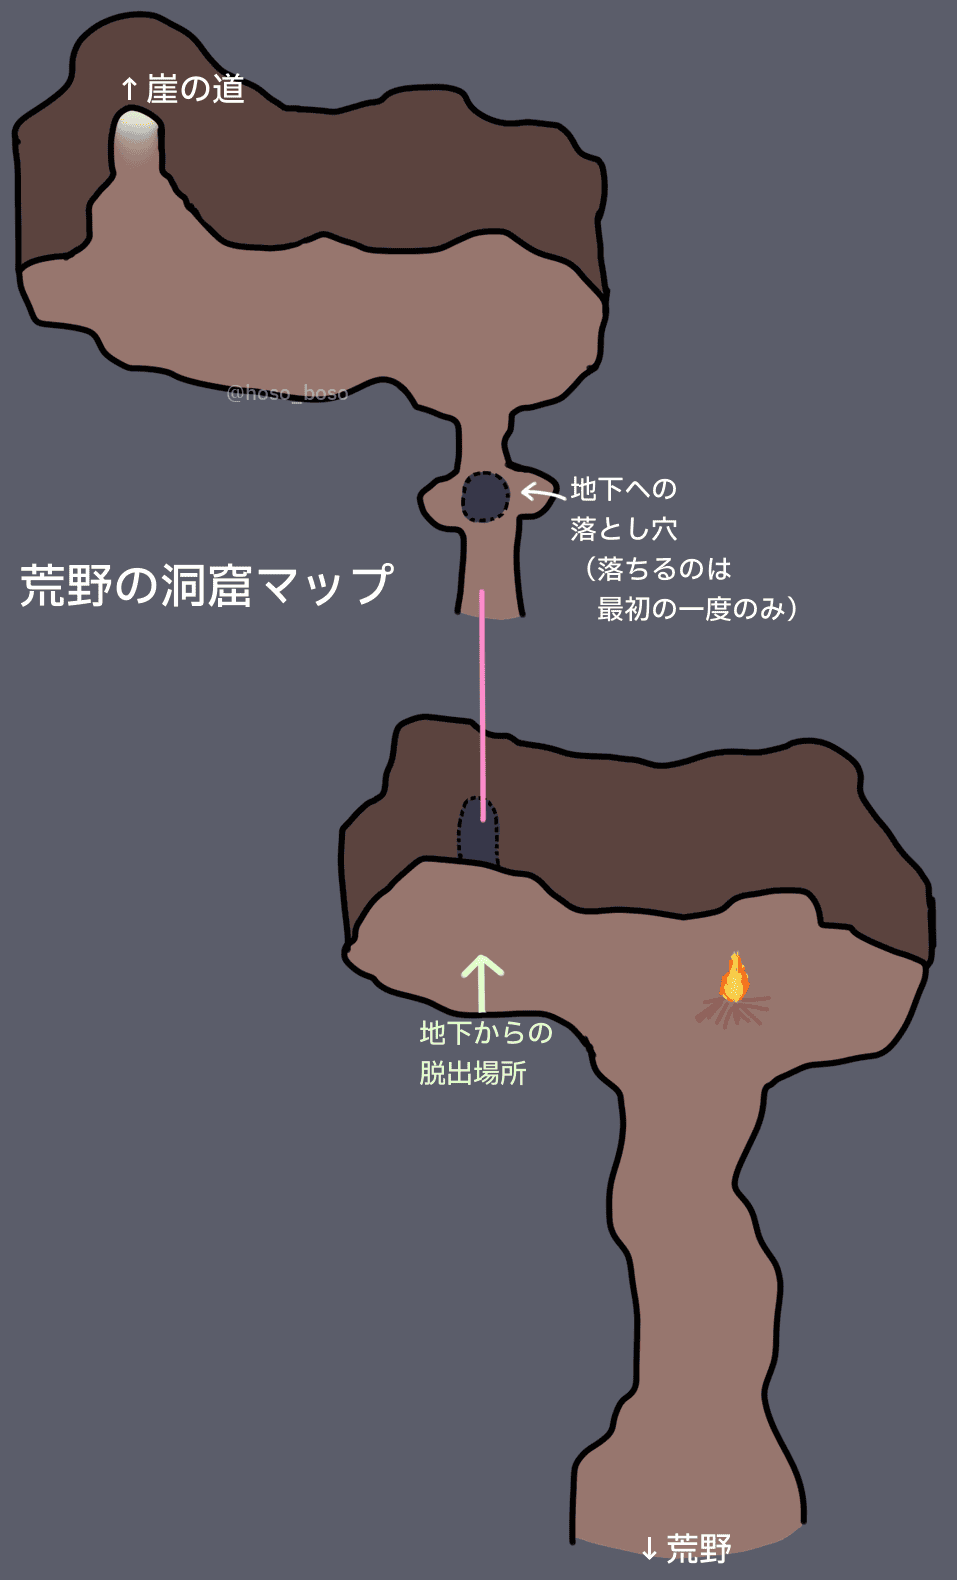 ↑崖の道
@hoso_boso
地下への
落とし穴
（落ちるのは
最初の一度のみ）
荒野の洞窟マップ
地下からの
脱出場所
↓荒野